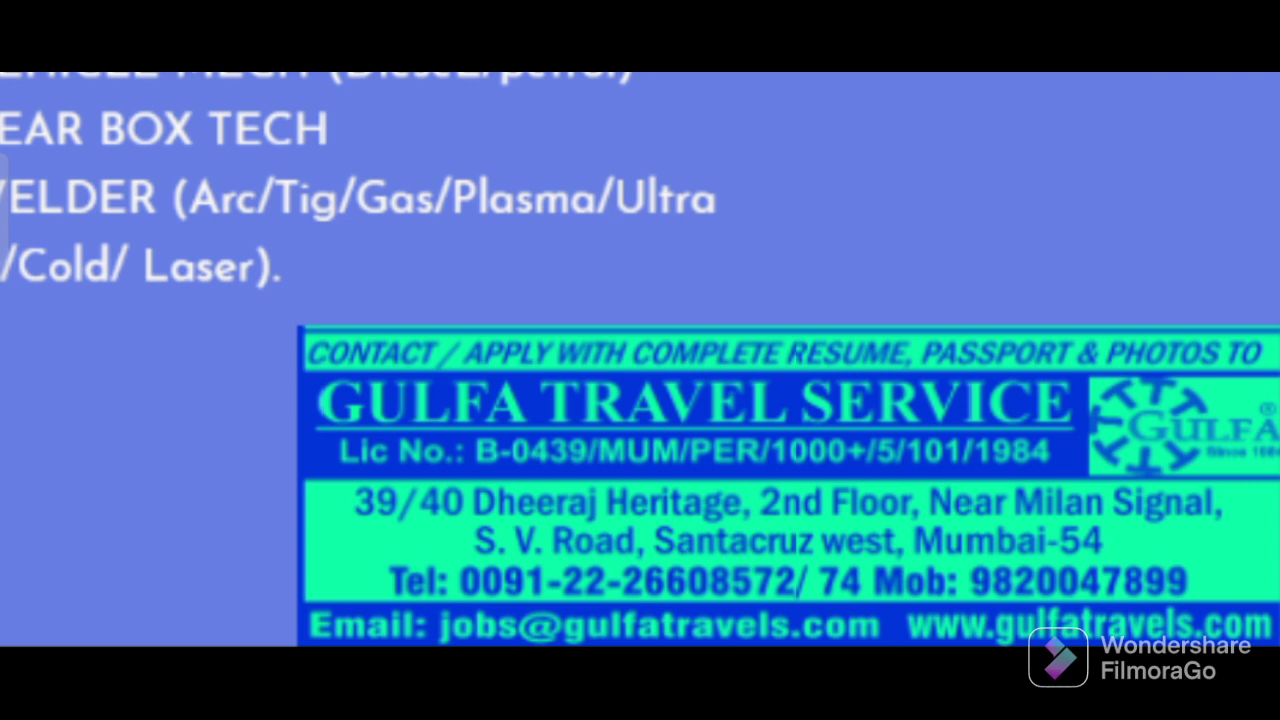 (Diesel/petrol)
EAR BOX TECH
ELDER (Arc/Tig/Gas/Plasma/Ultra
/Cold/ Laser).
CONTACT / APPLY WITH COMPLETE RESUME, PASSPORT & PHOTOS TO
GULFA TRAVEL SERVICE
Lic No.: B-0439/MUM/PER/1000+/5/101/1984
GULFA ®
39/40 Dheeraj Heritage, 2nd Floor, Near Milan Signal,
S. V. Road, Santacruz west, Mumbai-54
Tel: 0091-22-26608572/ 74 Mob: 9820047899
Email: jobs@gulfatravels.com www.gulfatravels.com
Wondershare
FilmoraGo